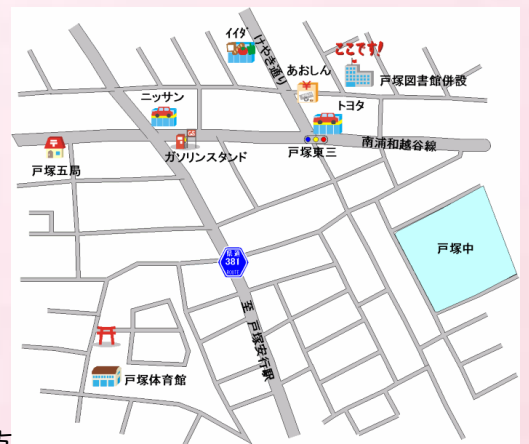 イイダ
けやき通り
ここです!
あおしん
戸塚図書館併設
ニッサン
トヨタ
戸塚五局
ガソリンスタンド
戸塚東三
南浦和越谷線
県道
381
ROUTE
戸塚中
至 戸塚安行駅
戸塚体育館